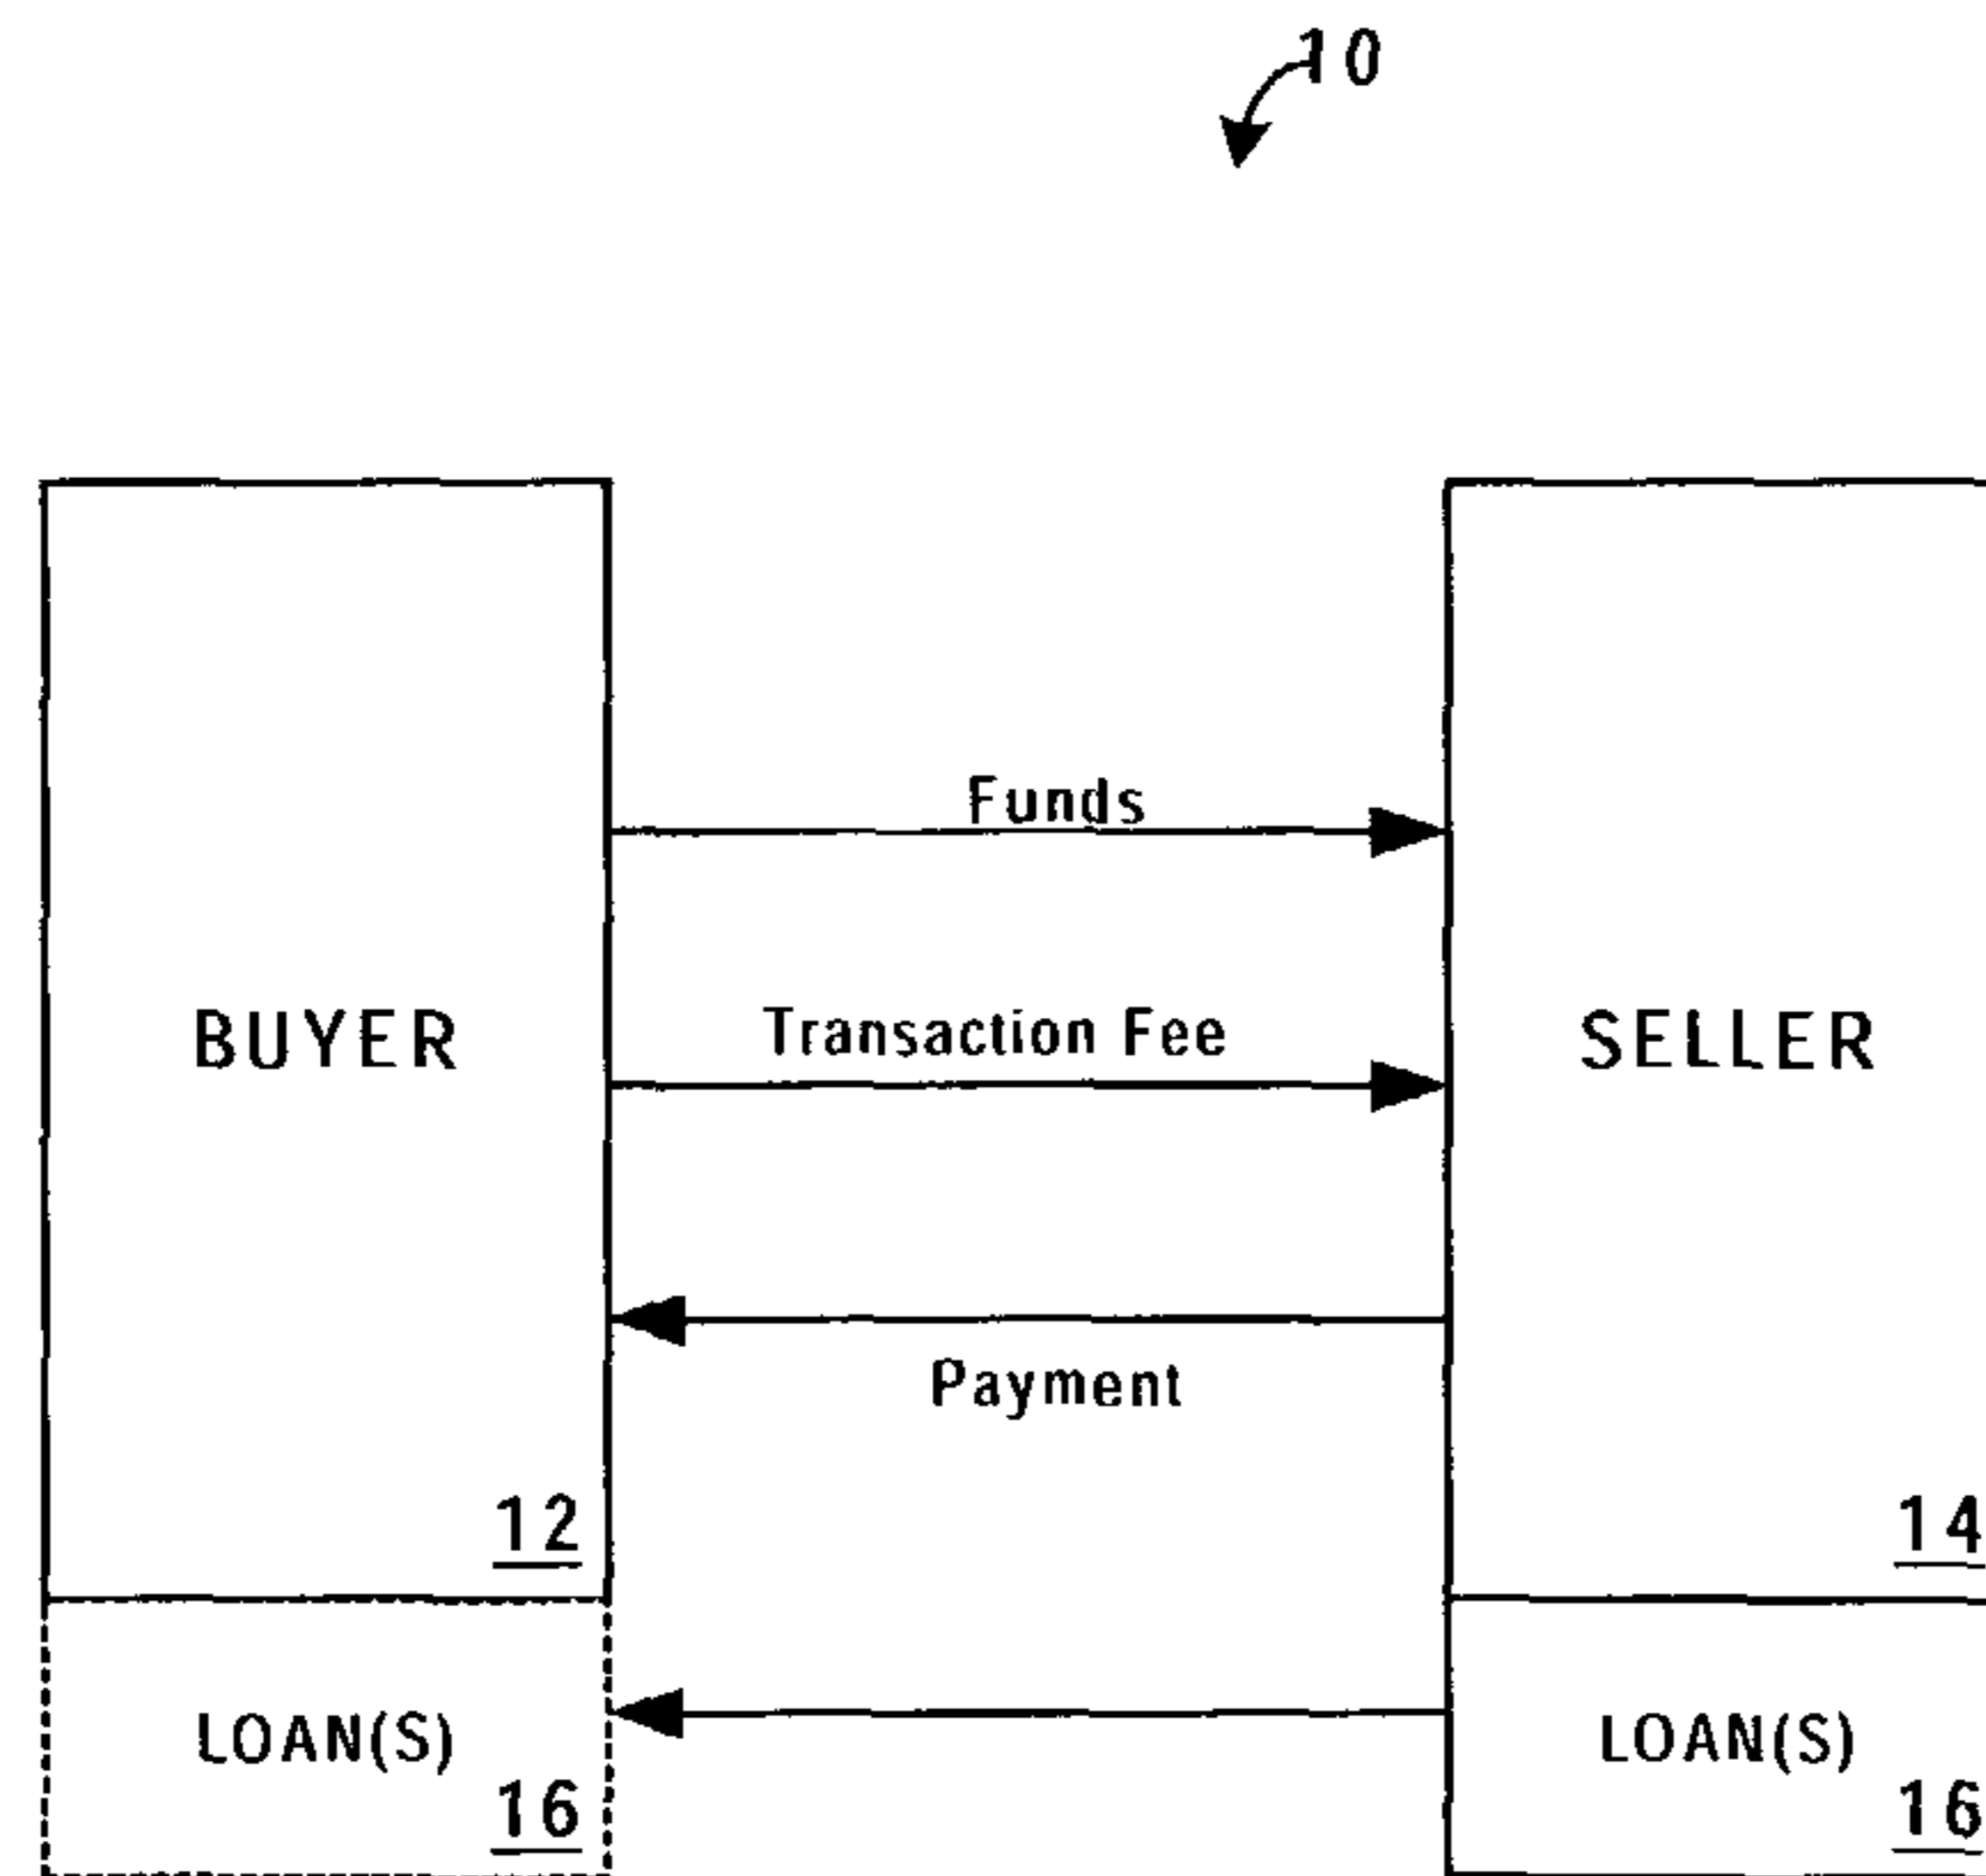 10
Funds
BUYER
Transaction Fee
SELLER
Payment
12
14
LOAN(S)
LOAN(S)
16
16